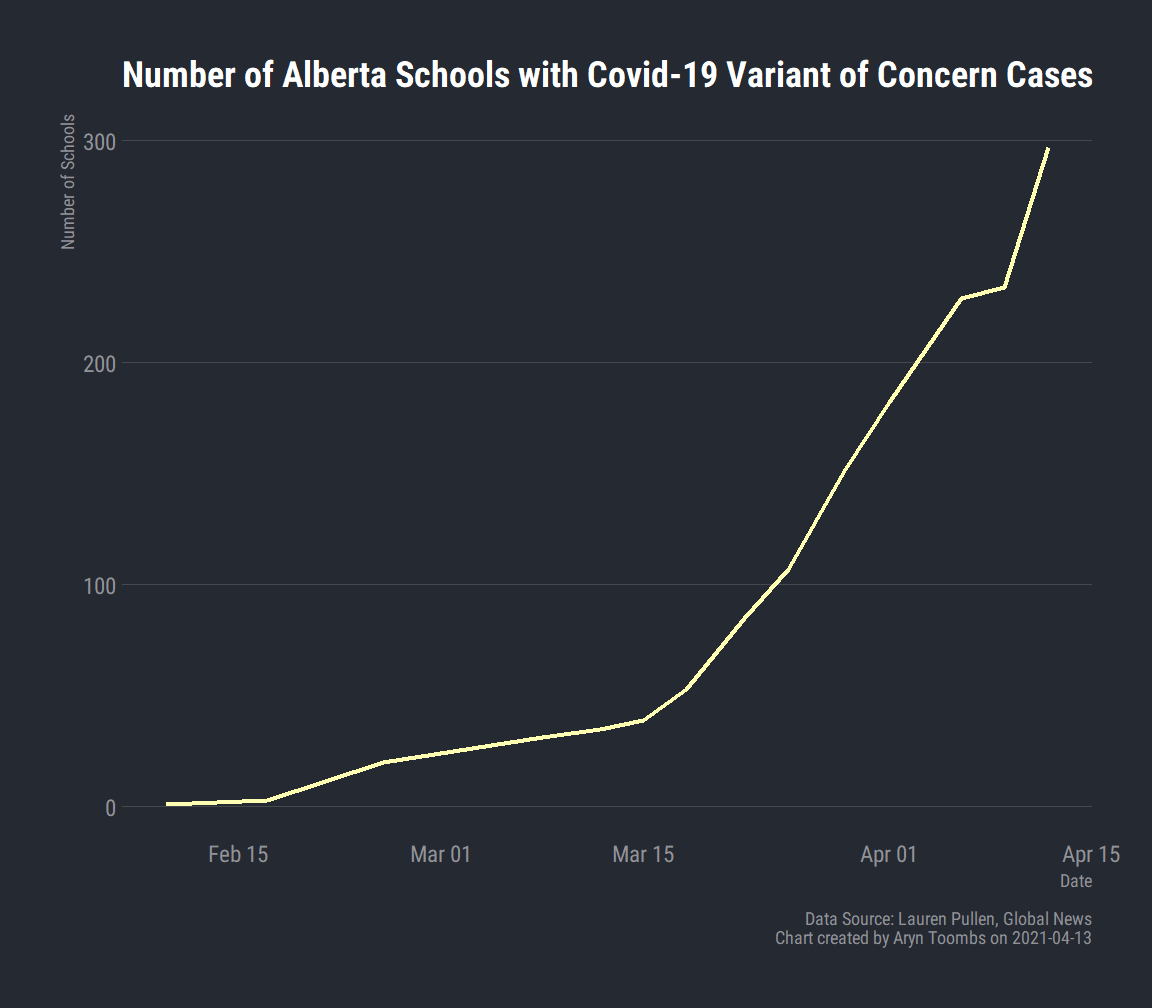 Number of Alberta Schools with Covid-19 Variant of Concern Cases
Number of Schools
300
200
100
0
Feb 15
Mar 01
Mar 15
Apr 01
Apr 15
Date
Data Source: Lauren Pullen, Global News
Chart created by Aryn Toombs on 2021-04-13